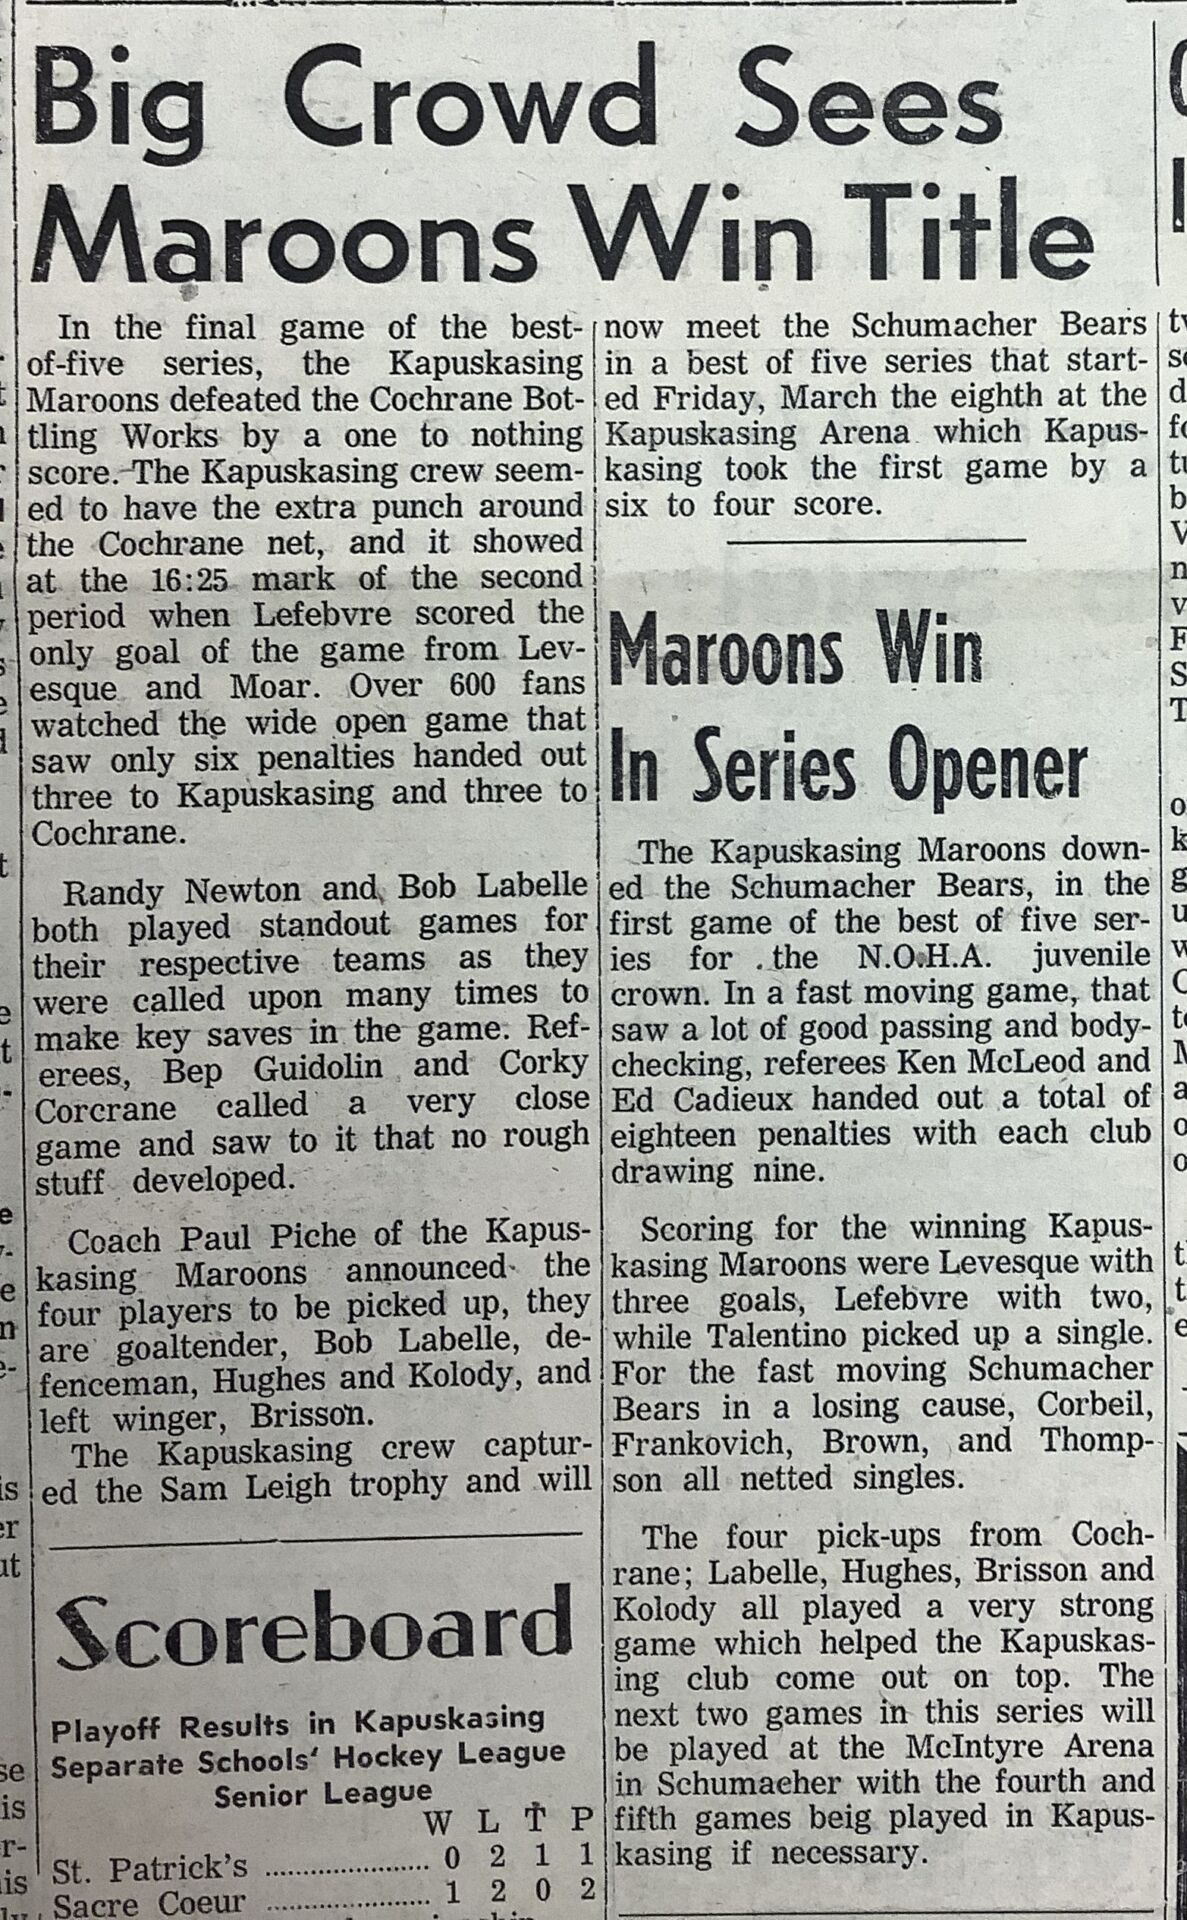 Big Crowd Sees
Maroons Win Title
In the final game of the best-
of-five series, the Kapuskasing
Maroons defeated the Cochrane Bot-
tling Works by a one to nothing
score. The Kapuskasing crew seem-
ed to have the extra punch around
the Cochrane net, and it showed
at the 16:25 mark of the second
period when Lefebvre scored the
only goal of the game from Lev-
esque and Moar. Over 600 fans
watched the wide open game that
saw only six penalties handed out
three to Kapuskasing and three to
Cochrane.
Randy Newton and Bob Labelle
both played standout games for
their respective teams as they
were called upon many times to
make key saves in the game. Ref-
erees, Bep Guidolin and Corky
Corcrane called a very close
game and saw to it that no rough
stuff developed.
Coach Paul Piche of the Kapus-
kasing Maroons announced the
four players to be picked up, they
are goaltender, Bob Labelle, de-
fenceman, Hughes and Kolody, and
left winger, Brisson.
The Kapuskasing crew captur-
ed the Sam Leigh trophy and will
now meet the Schumacher Bears
in a best of five series that start-
ed Friday, March the eighth at the
Kapuskasing Arena which Kapus-
kasing took the first game by a
six to four score.
Scoreboard
Playoff Results in Kapuskasing
Separate Schools' Hockey League
Senior League
W L T P
St. Patrick's .................... 0 2 1 1
Sacre Coeur .................... 1 2 0 2
Maroons Win
In Series Opener
The Kapuskasing Maroons down-
ed the Schumacher Bears, in the
first game of the best of five ser-
ies for the N.O.H.A. juvenile
crown. In a fast moving game, that
saw a lot of good passing and body-
checking, referees Ken McLeod and
Ed Cadieux handed out a total of
eighteen penalties with each club
drawing nine.
Scoring for the winning Kapus-
kasing Maroons were Levesque with
three goals, Lefebvre with two,
while Talentino picked up a single.
For the fast moving Schumacher
Bears in a losing cause, Corbeil,
Frankovich, Brown, and Thomp-
son all netted singles.
The four pick-ups from Coch-
rane; Labelle, Hughes, Brisson and
Kolody all played a very strong
game which helped the Kapuskas-
ing club come out on top. The
next two games in this series will
be played at the McIntyre Arena
in Schumacher with the fourth and
fifth games beig played in Kapus-
kasing if necessary.